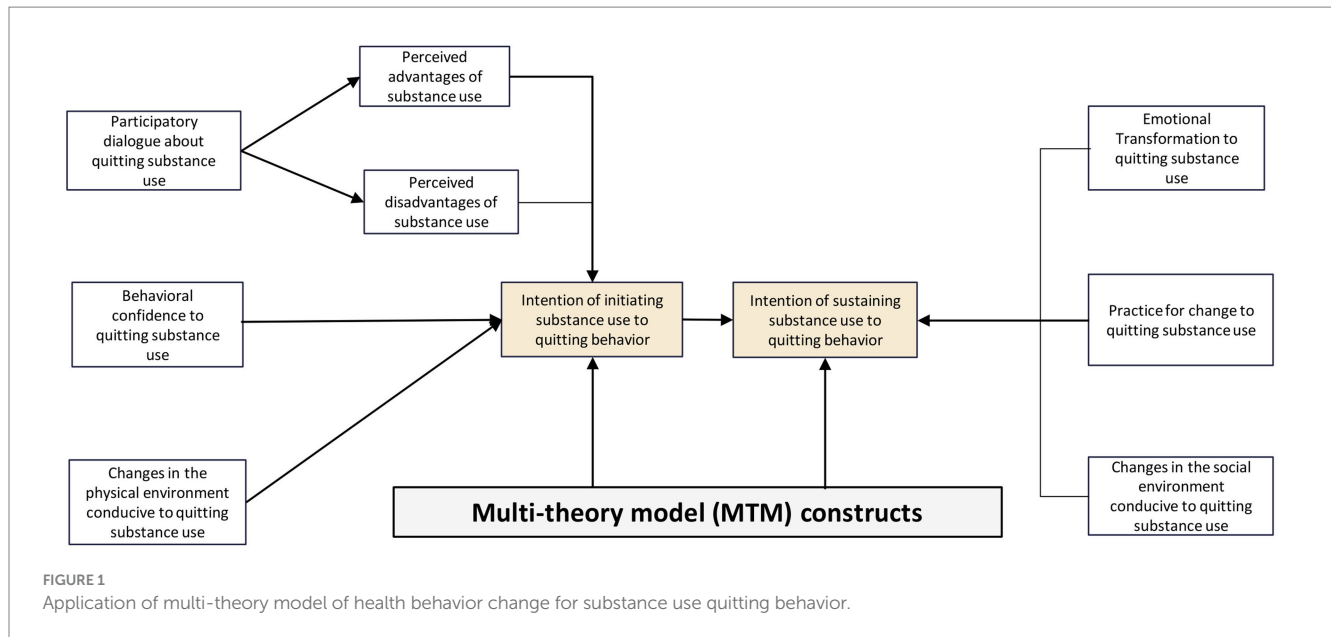 Perceived
advantages of
substance use
Participatory
dialogue about
quitting substance
use
Perceived
disadvantages of
substance use
Behavioral
confidence to
quitting substance
use
Changes in the
physical environment
conducive to quitting
substance use
Intention of initiating
substance use to
quitting behavior
Intention of sustaining
substance use to
quitting behavior
Emotional
Transformation to
quitting substance
use
Practice for change to
quitting substance use
Changes in the social
environment
conducive to quitting
substance use
Multi-theory model (MTM) constructs
FIGURE 1
Application of multi-theory model of health behavior change for substance use quitting behavior.